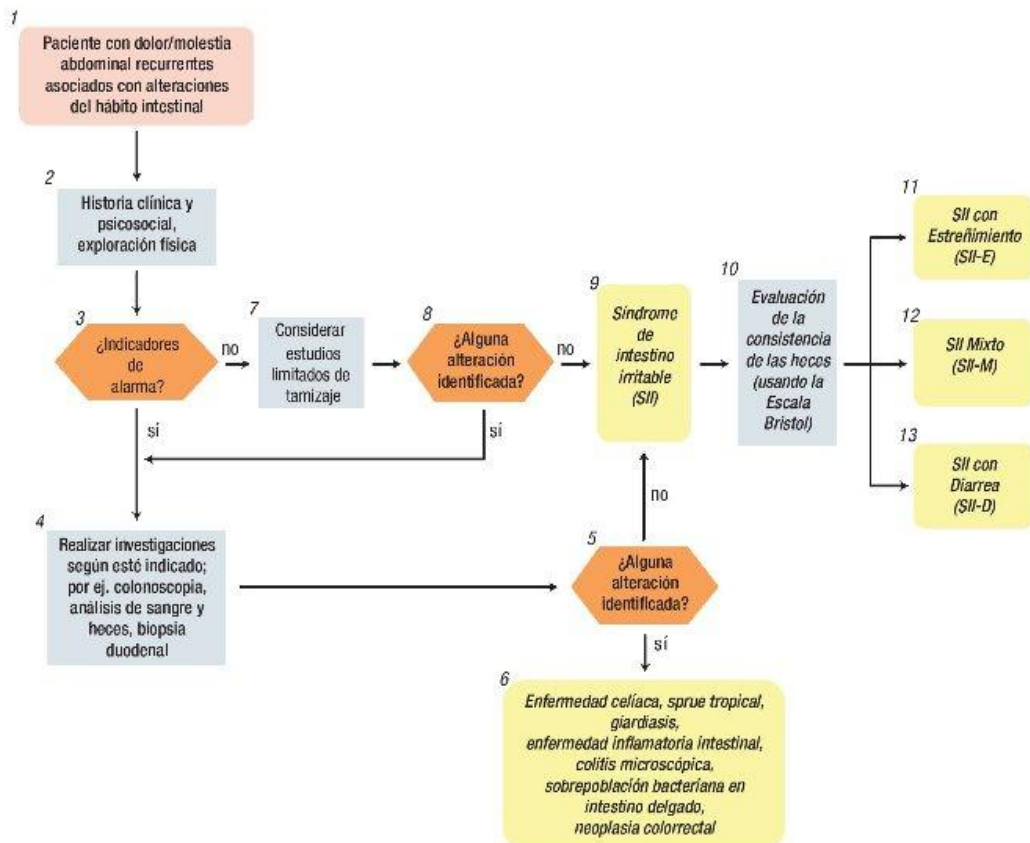 1
Paciente con dolor/molestia
abdominal recurrentes
asociados con alteraciones
del hábito intestinal
2
Historia clínica y
psicosocial,
exploración física
3
¿Indicadores
de
alarma?
no
sí
7
Considerar
estudios
limitados de
tamizaje
8
¿Alguna
alteración
identificada?
no
sí
4
Realizar investigaciones
según esté indicado;
por ej. colonoscopia,
análisis de sangre y
heces, biopsia
duodenal
5
¿Alguna
alteración
identificada?
no
sí
6
Enfermedad celíaca, sprue tropical,
giardiasis,
enfermedad inflamatoria intestinal,
colitis microscópica,
sobrepoblación bacteriana en
intestino delgado,
neoplasia colorrectal
9
Síndrome
de
intestino
irritable
(SII)
10
Evaluación
de la
consistencia
de las heces
(usando la
Escala
Bristol)
11
SII con
Estreñimiento
(SII-E)
12
SII Mixto
(SII-M)
13
SII con
Diarrea
(SII-D)